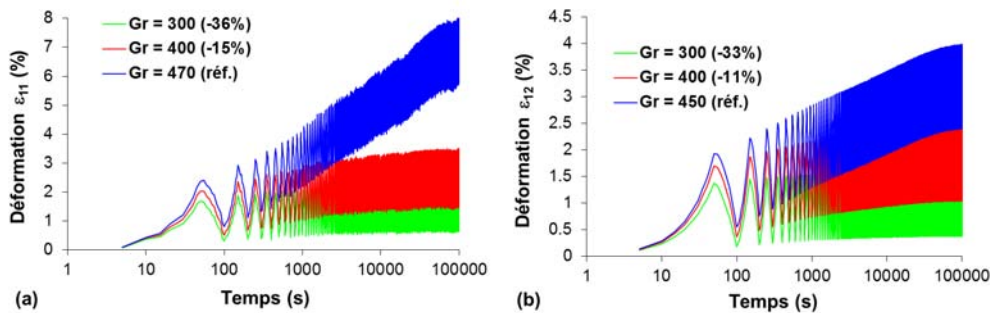 Déformation ε11 (%)
8
7
6
5
4
3
2
1
0
Gr = 300 (-36%)
Gr = 400 (-15%)
Gr = 470 (réf.)
1 10 100 1000 10000 100000
Temps (s)
(a)
Déformation ε12 (%)
4.5
4
3.5
3
2.5
2
1.5
1
0.5
0
Gr = 300 (-33%)
Gr = 400 (-11%)
Gr = 450 (réf.)
1 10 100 1000 10000 100000
Temps (s)
(b)